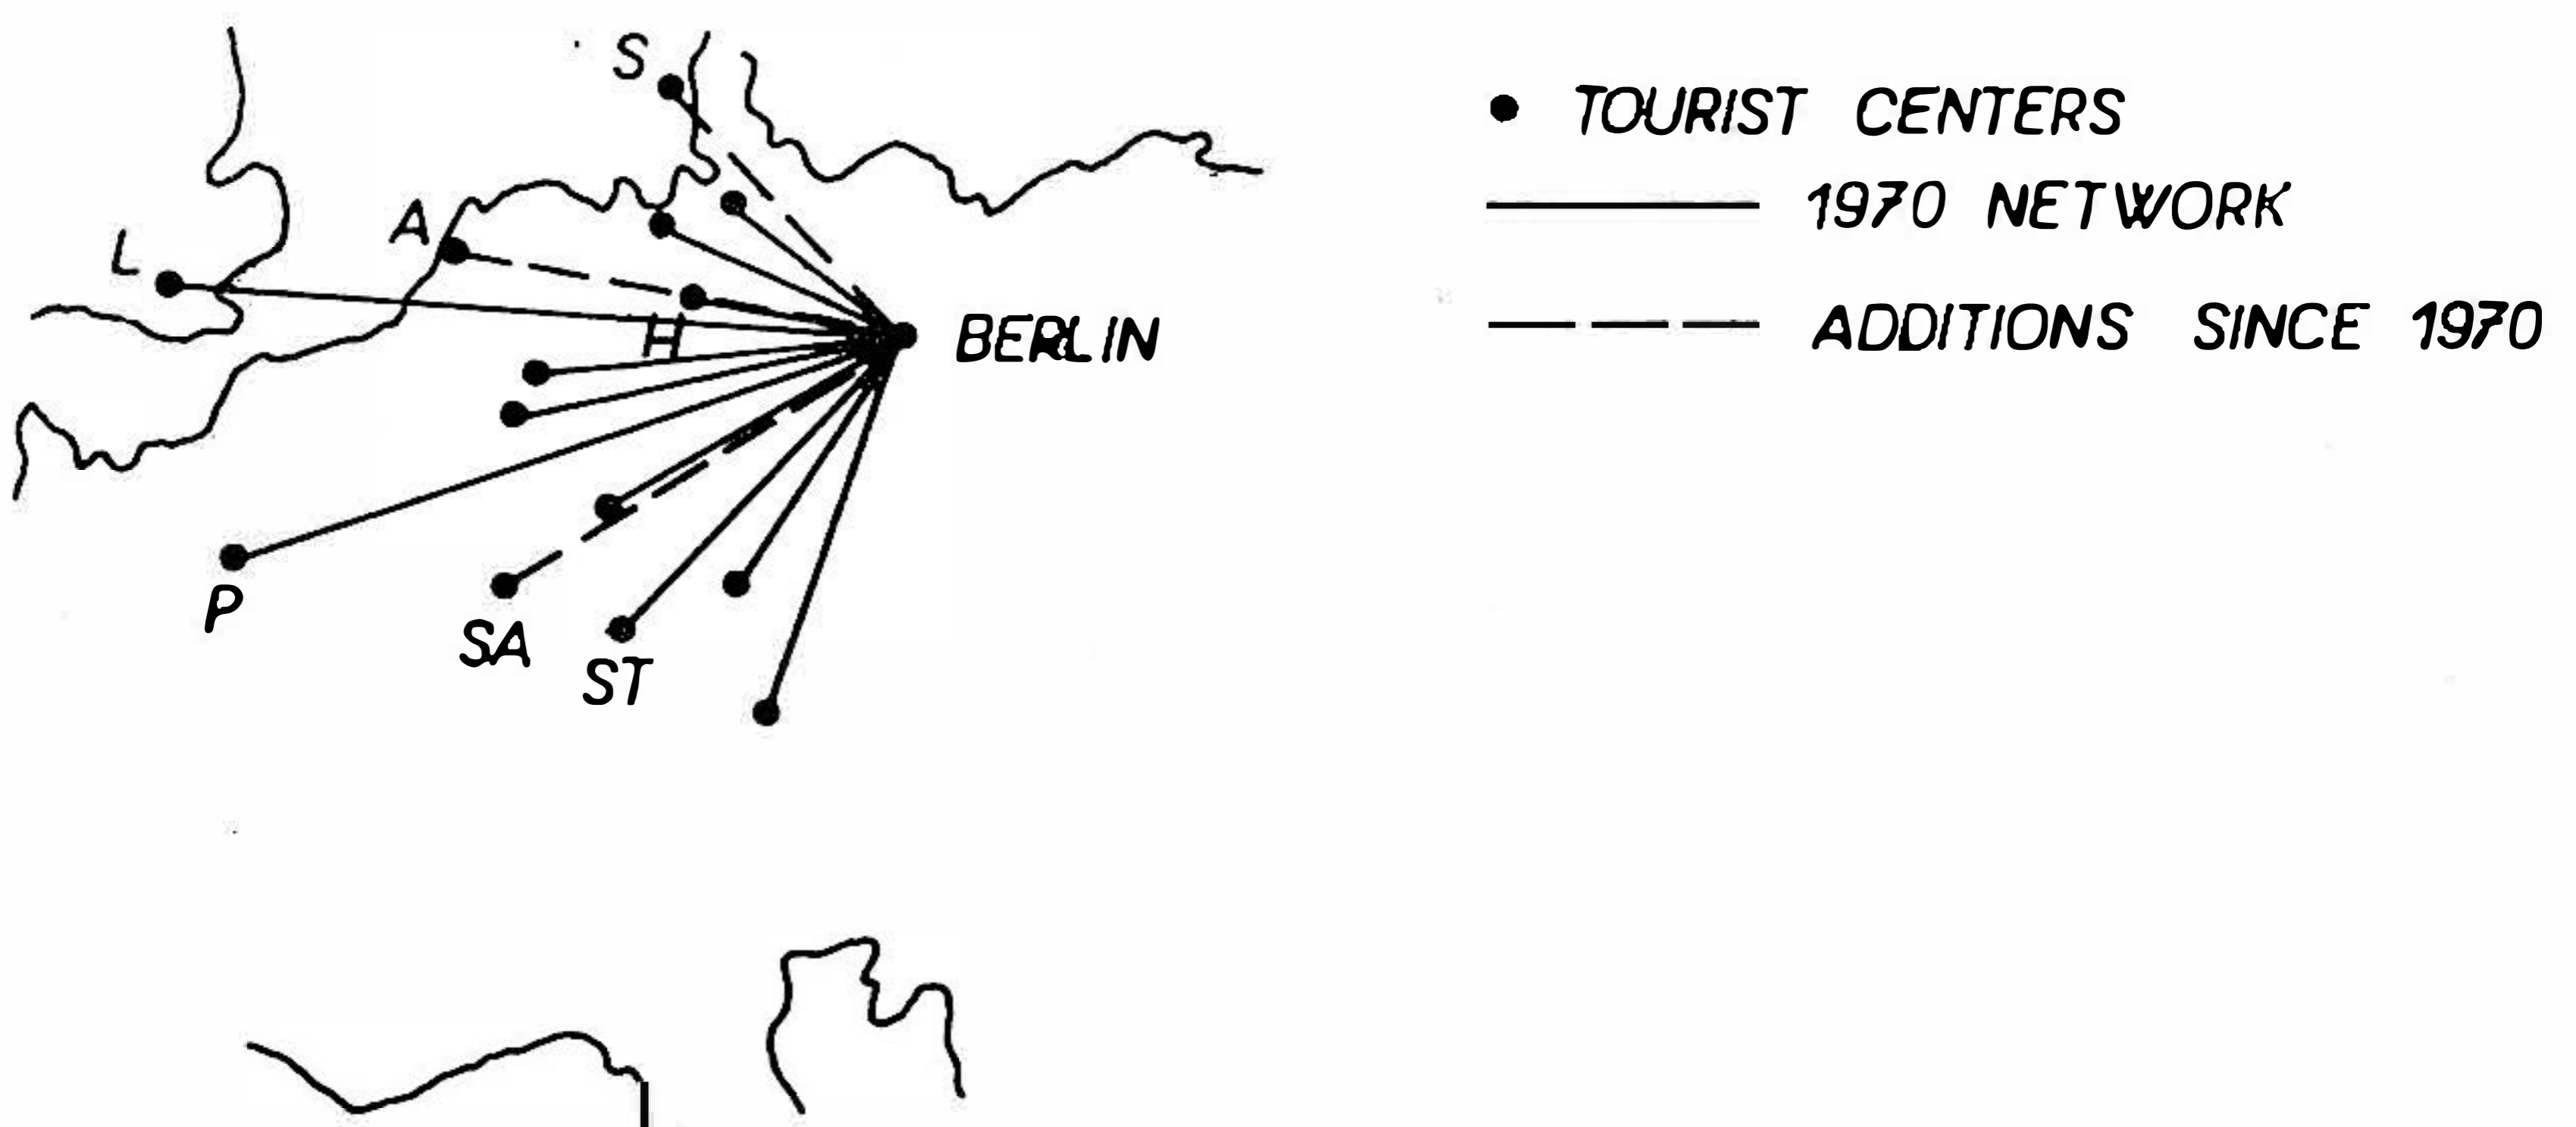 S
A
L
H
BERLIN
P
SA
ST
TOURIST CENTERS
1970 NETWORK
ADDITIONS SINCE 1970